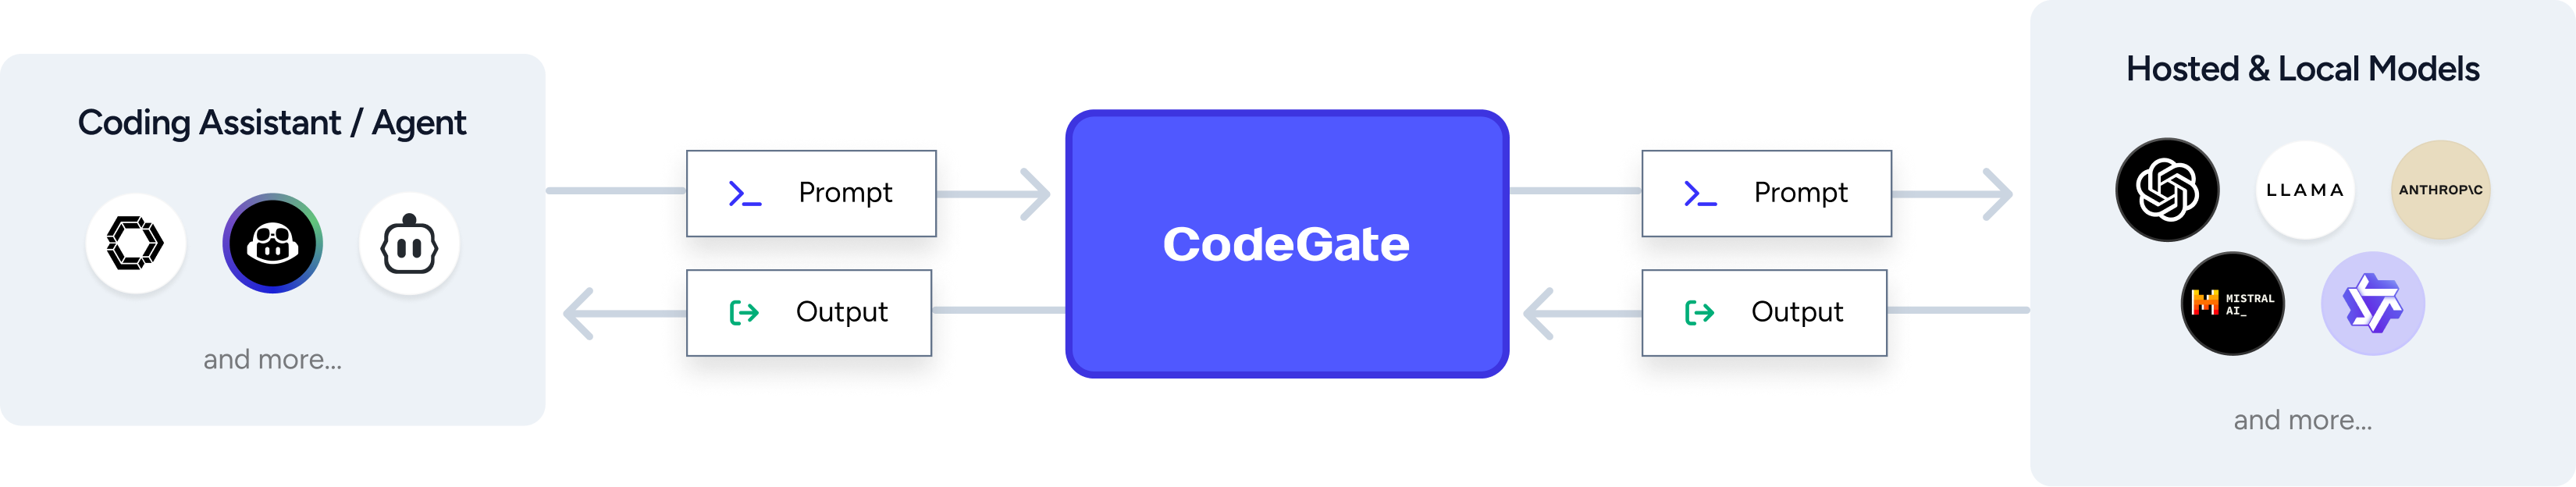 Coding Assistant / Agent
and more...
Prompt
Output
CodeGate
Prompt
Output
Hosted & Local Models
LLAMA
ANTHROP\C
MISTRAL
AI_
and more...